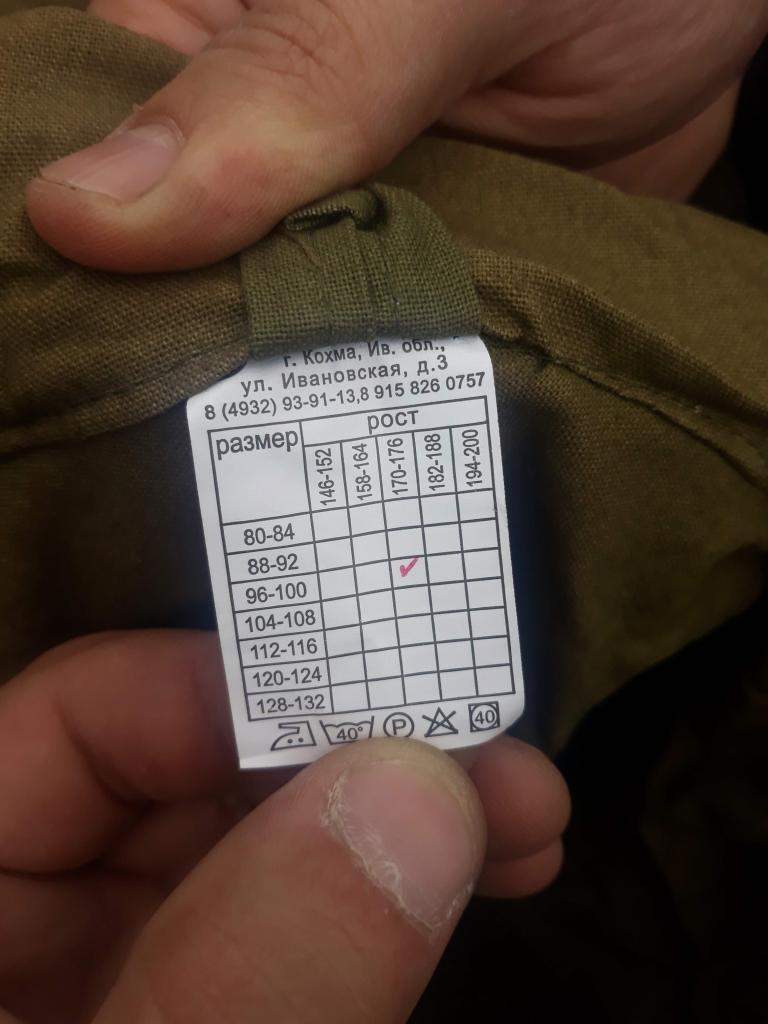 г. Кохма, Ив. обл.,
ул. Ивановская, д.3
8 (4932) 93-91-13,8 915 826 0757
размер
рост
146-152 158-164 170-176 182-188 194-200
80-84
88-92
96-100
104-108
112-116
120-124
128-132
40° P 40